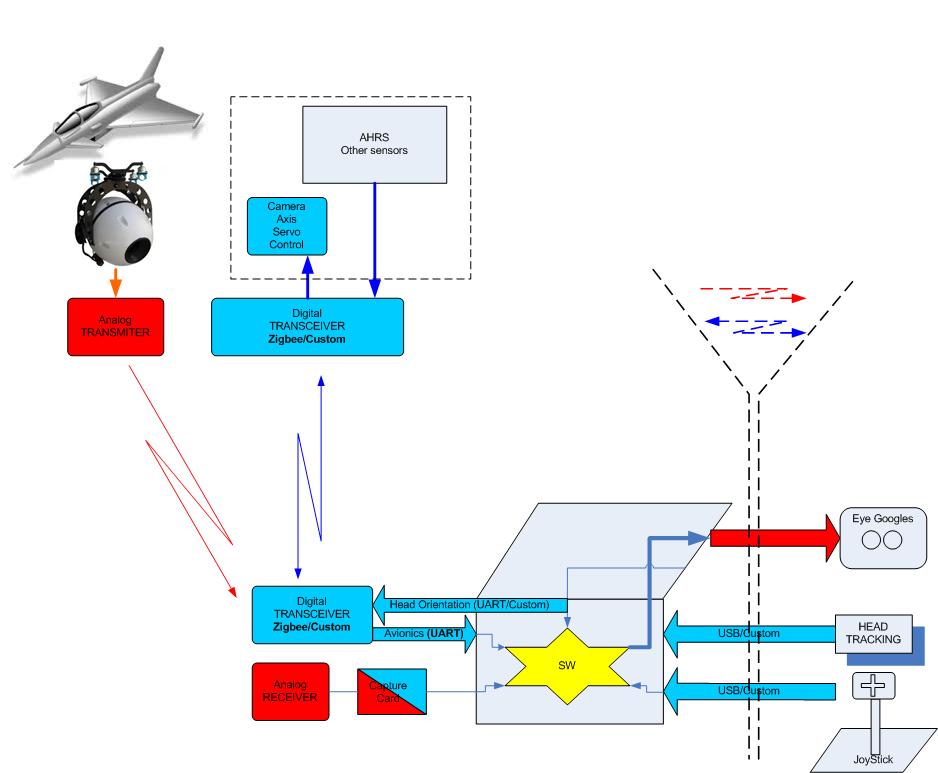 AHRS
Other sensors
Camera
Axis
Servo
Control
Analog
TRANSMITER
Digital
TRANSCEIVER
Zigbee/Custom
Eye Googles
Digital
TRANSCEIVER
Zigbee/Custom
Head Orientation (UART/Custom)
Avionics (UART)
USB/Custom
HEAD
TRACKING
SW
Analog
RECEIVER
Capture
Card
USB/Custom
JoyStick